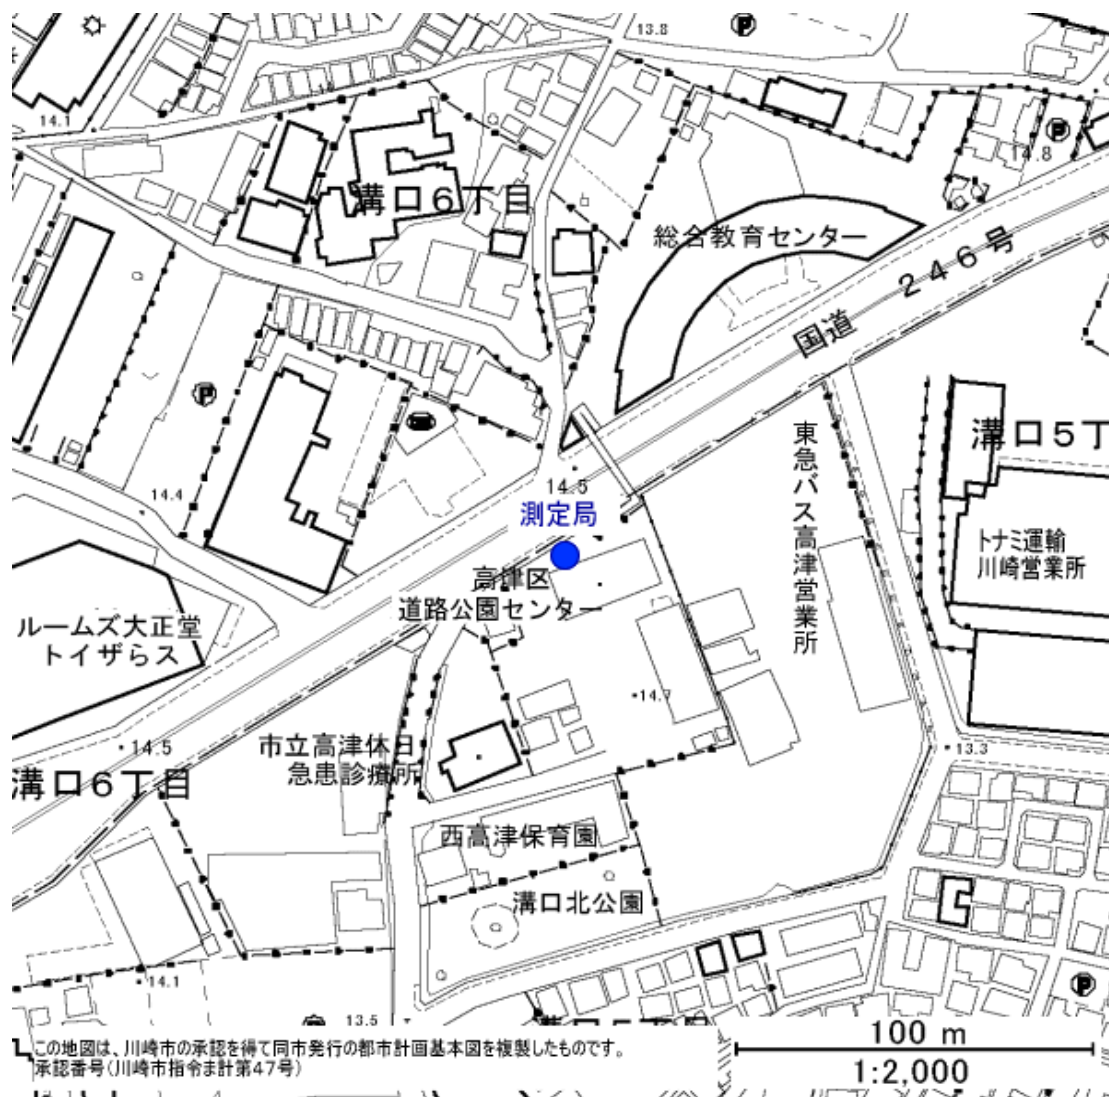 13.8
P
14.1
P
14.8
溝口6丁目
総合教育センター
246号
国道
P
溝口5丁
東急バス高津営業所
14.5
14.4
測定局
トナミ運輸
川崎営業所
高津区
道路公園センター
ルームズ大正堂
トイザらス
14.7
14.5
市立高津休日
急患診療所
13.3
溝口6丁目
西高津保育園
溝口北公園
14.1
P
13.5
この地図は、川崎市の承認を得て同市発行の都市計画基本図を複製したものです。
承認番号(川崎市指令ま計第47号)
100 m
1:2,000